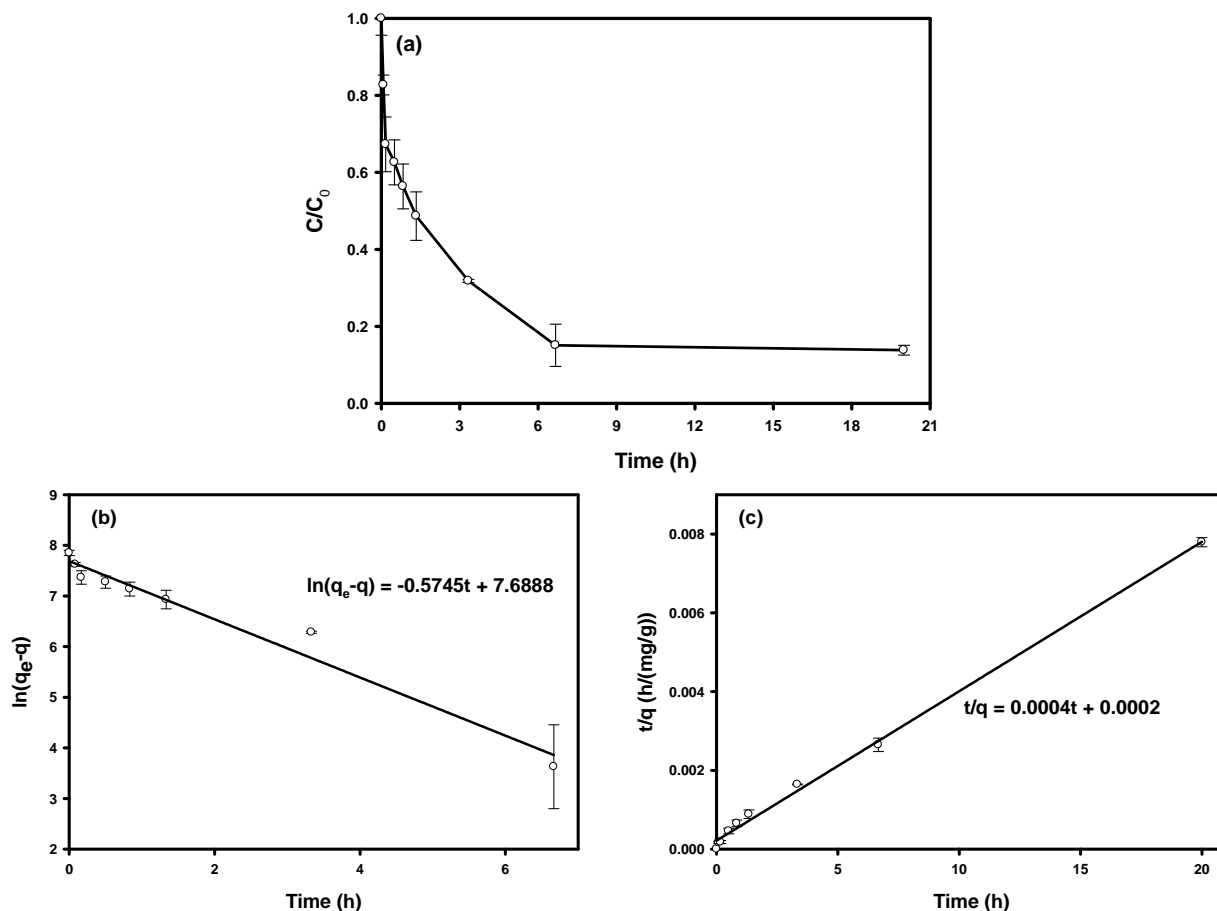 (a)
C/C0
1.0
0.8
0.6
0.4
0.2
0.0
0 3 6 9 12 15 18 21
Time (h)
(b)
ln(qe-q) = -0.5745t + 7.6888
ln(qe-q)
9
8
7
6
5
4
3
2
0 2 4 6
Time (h)
(c)
t/q = 0.0004t + 0.0002
t/q (h/(mg/g))
0.008
0.006
0.004
0.002
0.000
0 5 10 15 20
Time (h)